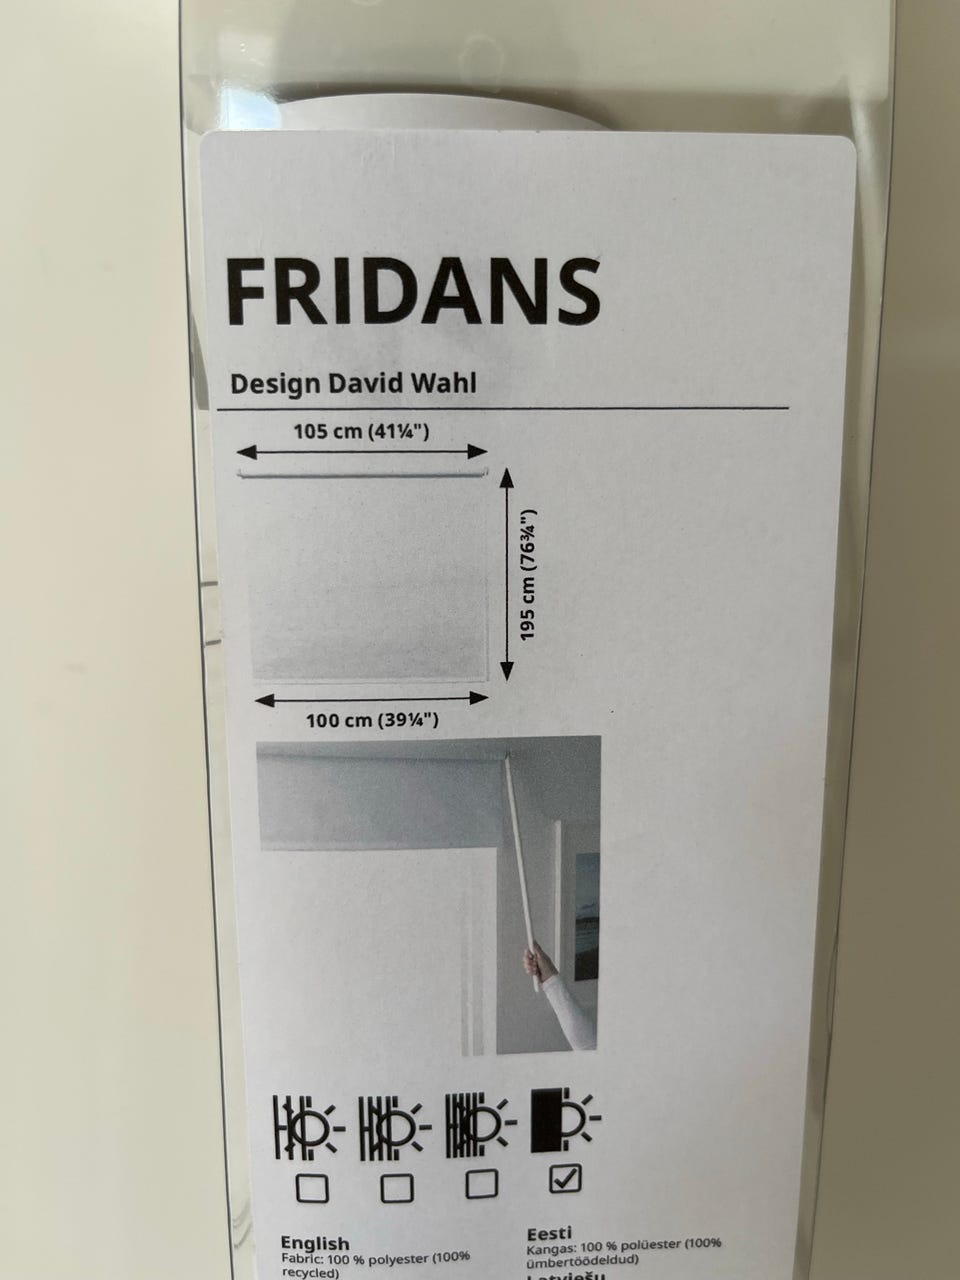 FRIDANS
Design David Wahl
105 cm (41¼")
195 cm (76¾")
100 cm (39¼")
English
Fabric: 100 % polyester (100%
recycled)
Eesti
Kangas: 100 % polüester (100%
ümbertöödeldud)
Latviešu